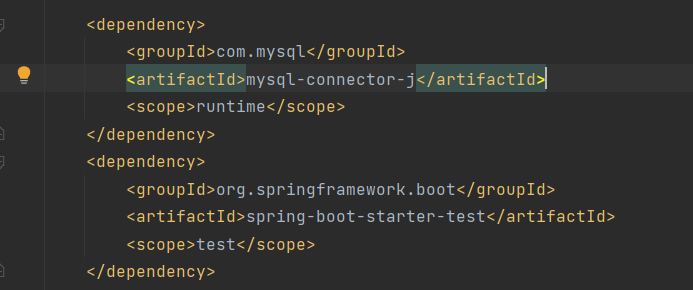 <dependency>
<groupId>com.mysql</groupId>
<artifactId>mysql-connector-j</artifactId>
<scope>runtime</scope>
</dependency>
<dependency>
<groupId>org.springframework.boot</groupId>
<artifactId>spring-boot-starter-test</artifactId>
<scope>test</scope>
</dependency>